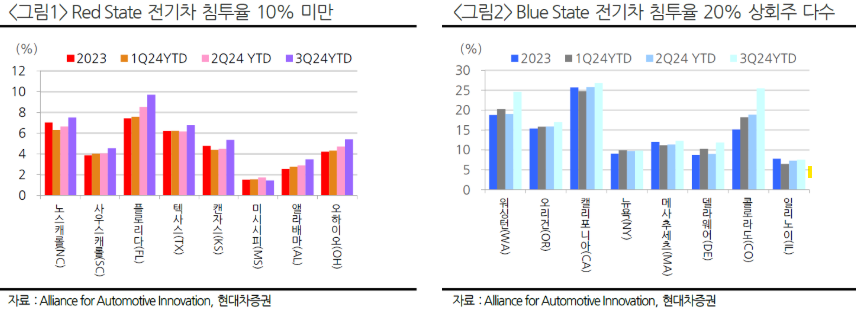 <그림1> Red State 전기차 침투율 10% 미만
(%)
2023 1Q24YTD 2Q24 YTD 3Q24YTD
12
10
8
6
4
2
0
노스캐롤(NC)
사우스캐롤(SC)
플로리다(FL)
텍사스(TX)
캔자스(KS)
미시시피(MS)
앨라배마(AL)
오하이오(OH)
자료 : Alliance for Automotive Innovation, 현대차증권
<그림2> Blue State 전기차 침투율 20% 상회주 다수
(%)
2023 1Q24YTD 2Q24 YTD 3Q24YTD
30
25
20
15
10
5
0
워싱턴(WA)
오리건(OR)
캘리포니아(CA)
뉴욕(NY)
메사추세츠(MA)
델라웨어(DE)
콜로라도(CO)
일리노이(IL)
자료 : Alliance for Automotive Innovation, 현대차증권